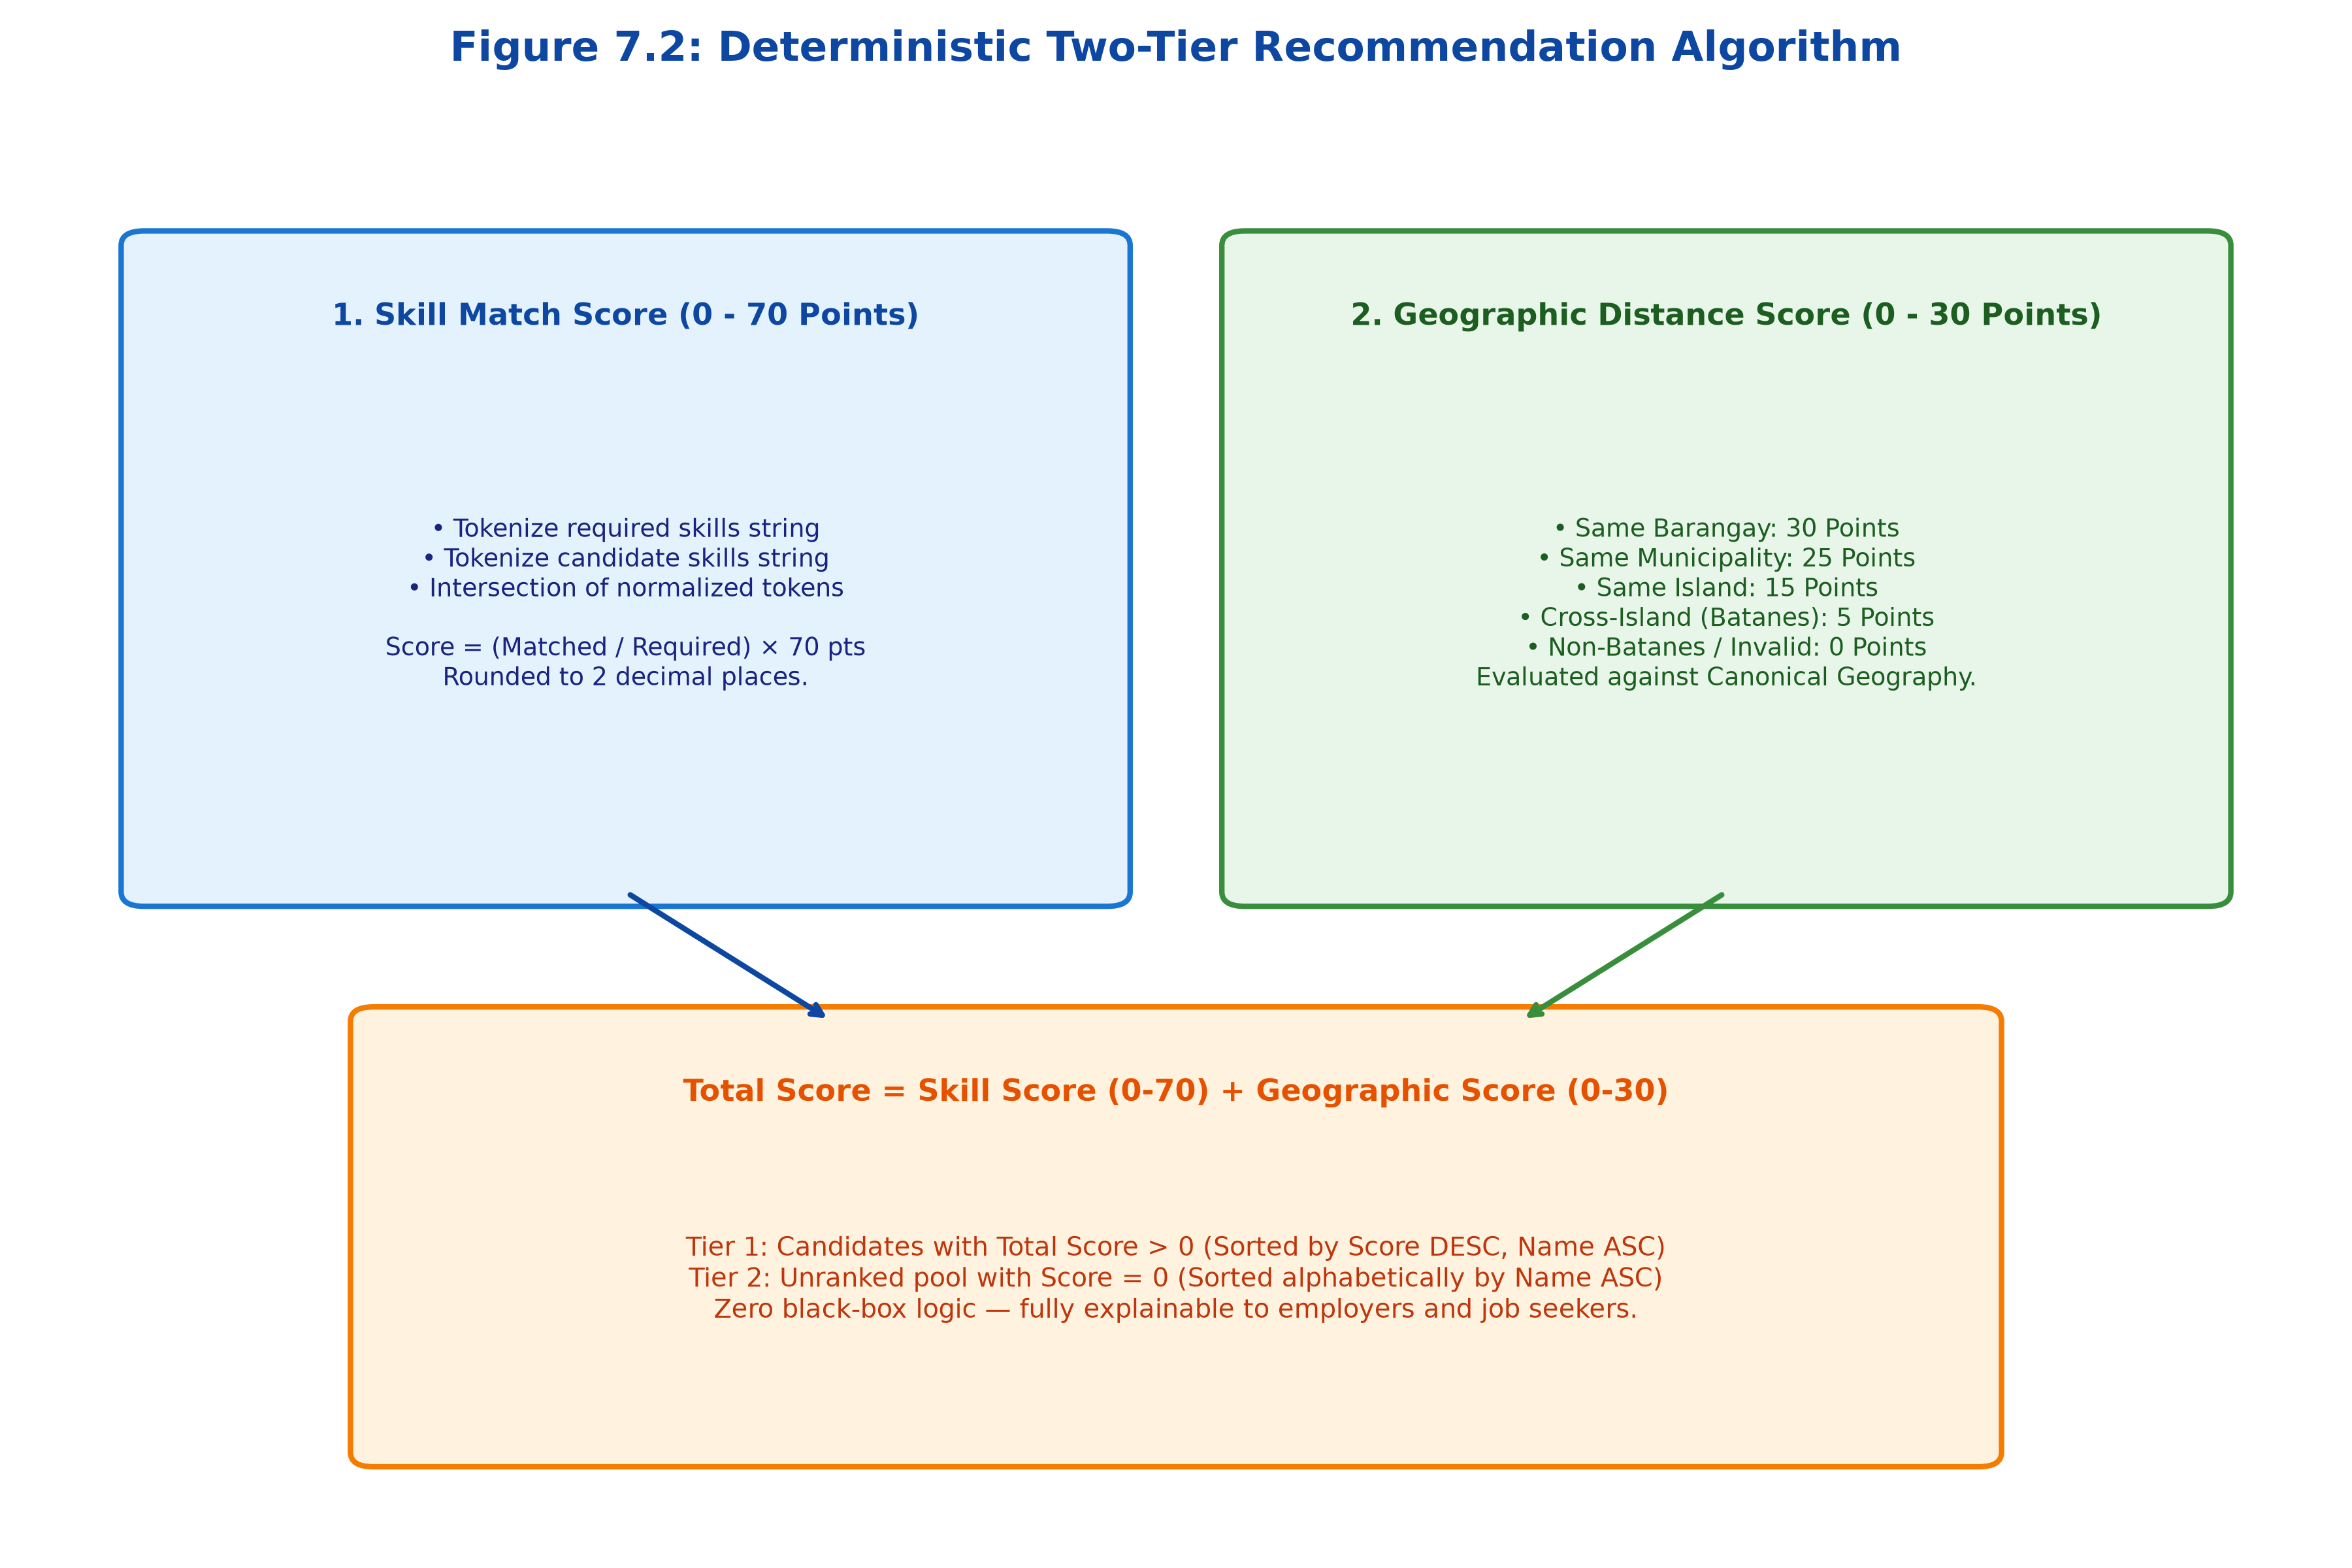 Figure 7.2: Deterministic Two-Tier Recommendation Algorithm
1. Skill Match Score (0 - 70 Points)
• Tokenize required skills string
• Tokenize candidate skills string
• Intersection of normalized tokens
Score = (Matched / Required) × 70 pts
Rounded to 2 decimal places.
2. Geographic Distance Score (0 - 30 Points)
• Same Barangay: 30 Points
• Same Municipality: 25 Points
• Same Island: 15 Points
• Cross-Island (Batanes): 5 Points
• Non-Batanes / Invalid: 0 Points
Evaluated against Canonical Geography.
Total Score = Skill Score (0-70) + Geographic Score (0-30)
Tier 1: Candidates with Total Score > 0 (Sorted by Score DESC, Name ASC)
Tier 2: Unranked pool with Score = 0 (Sorted alphabetically by Name ASC)
Zero black-box logic — fully explainable to employers and job seekers.